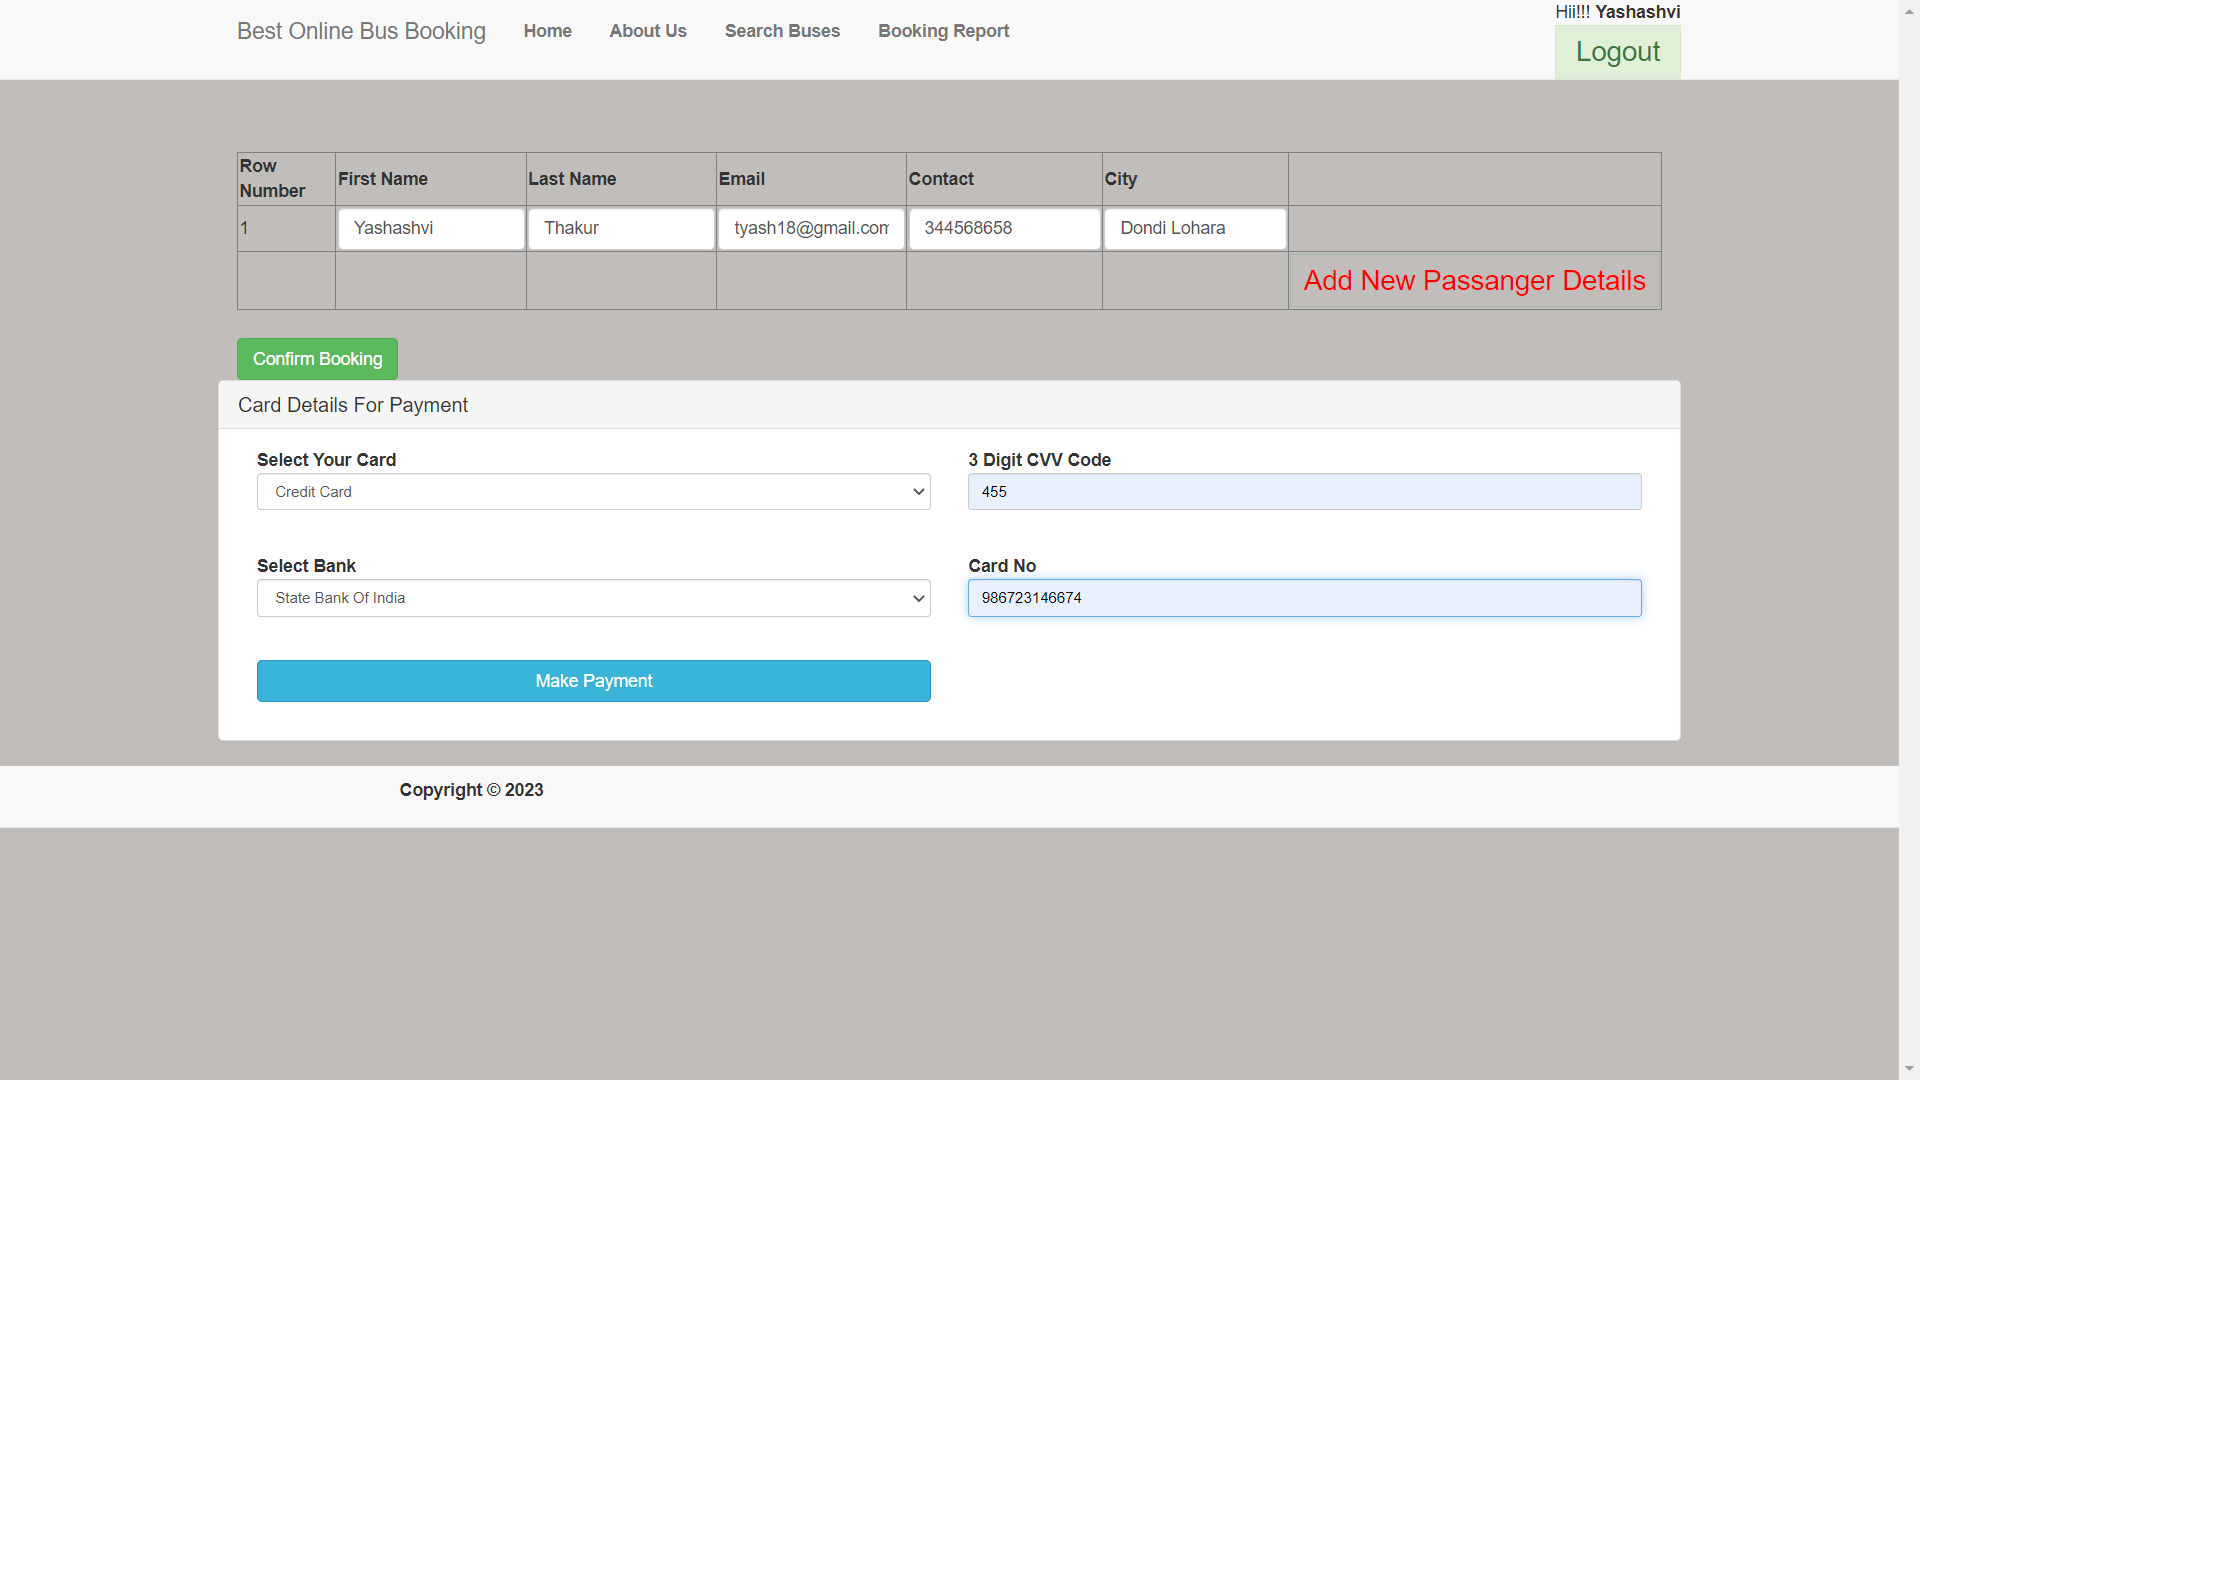 Best Online Bus Booking Home About Us Search Buses Booking Report
Hii!!! Yashashvi
Logout
Row Number First Name Last Name Email Contact City
1 Yashashvi Thakur tyash18@gmail.com 344568658 Dondi Lohara
Add New Passanger Details
Confirm Booking
Card Details For Payment
Select Your Card 3 Digit CVV Code
Credit Card 455
Select Bank Card No
State Bank Of India 986723146674
Make Payment
Copyright © 2023